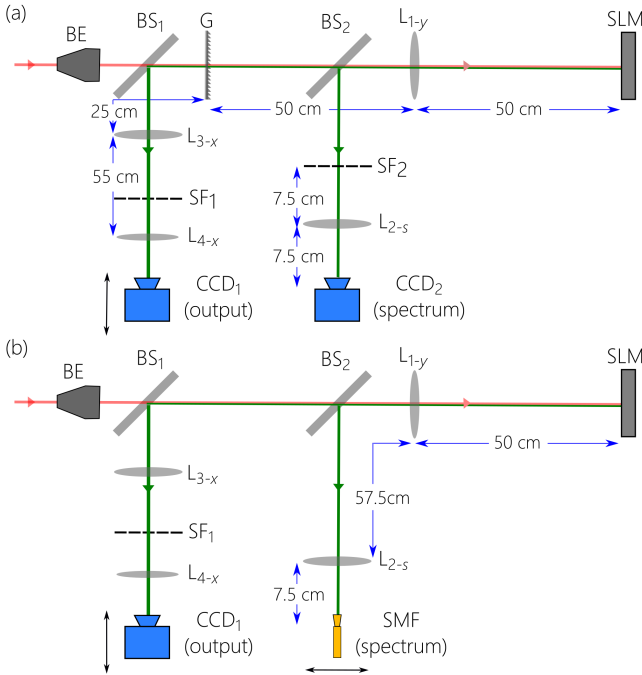 (a)
BE
BS1
G
BS2
L1-y
SLM
50 cm
50 cm
25 cm
L3-x
55 cm
SF1
L4-x
CCD1
(output)
SF2
7.5 cm
L2-s
7.5 cm
CCD2
(spectrum)
(b)
BE
BS1
BS2
L1-y
SLM
50 cm
57.5cm
L3-x
SF1
L4-x
CCD1
(output)
L2-s
7.5 cm
SMF
(spectrum)